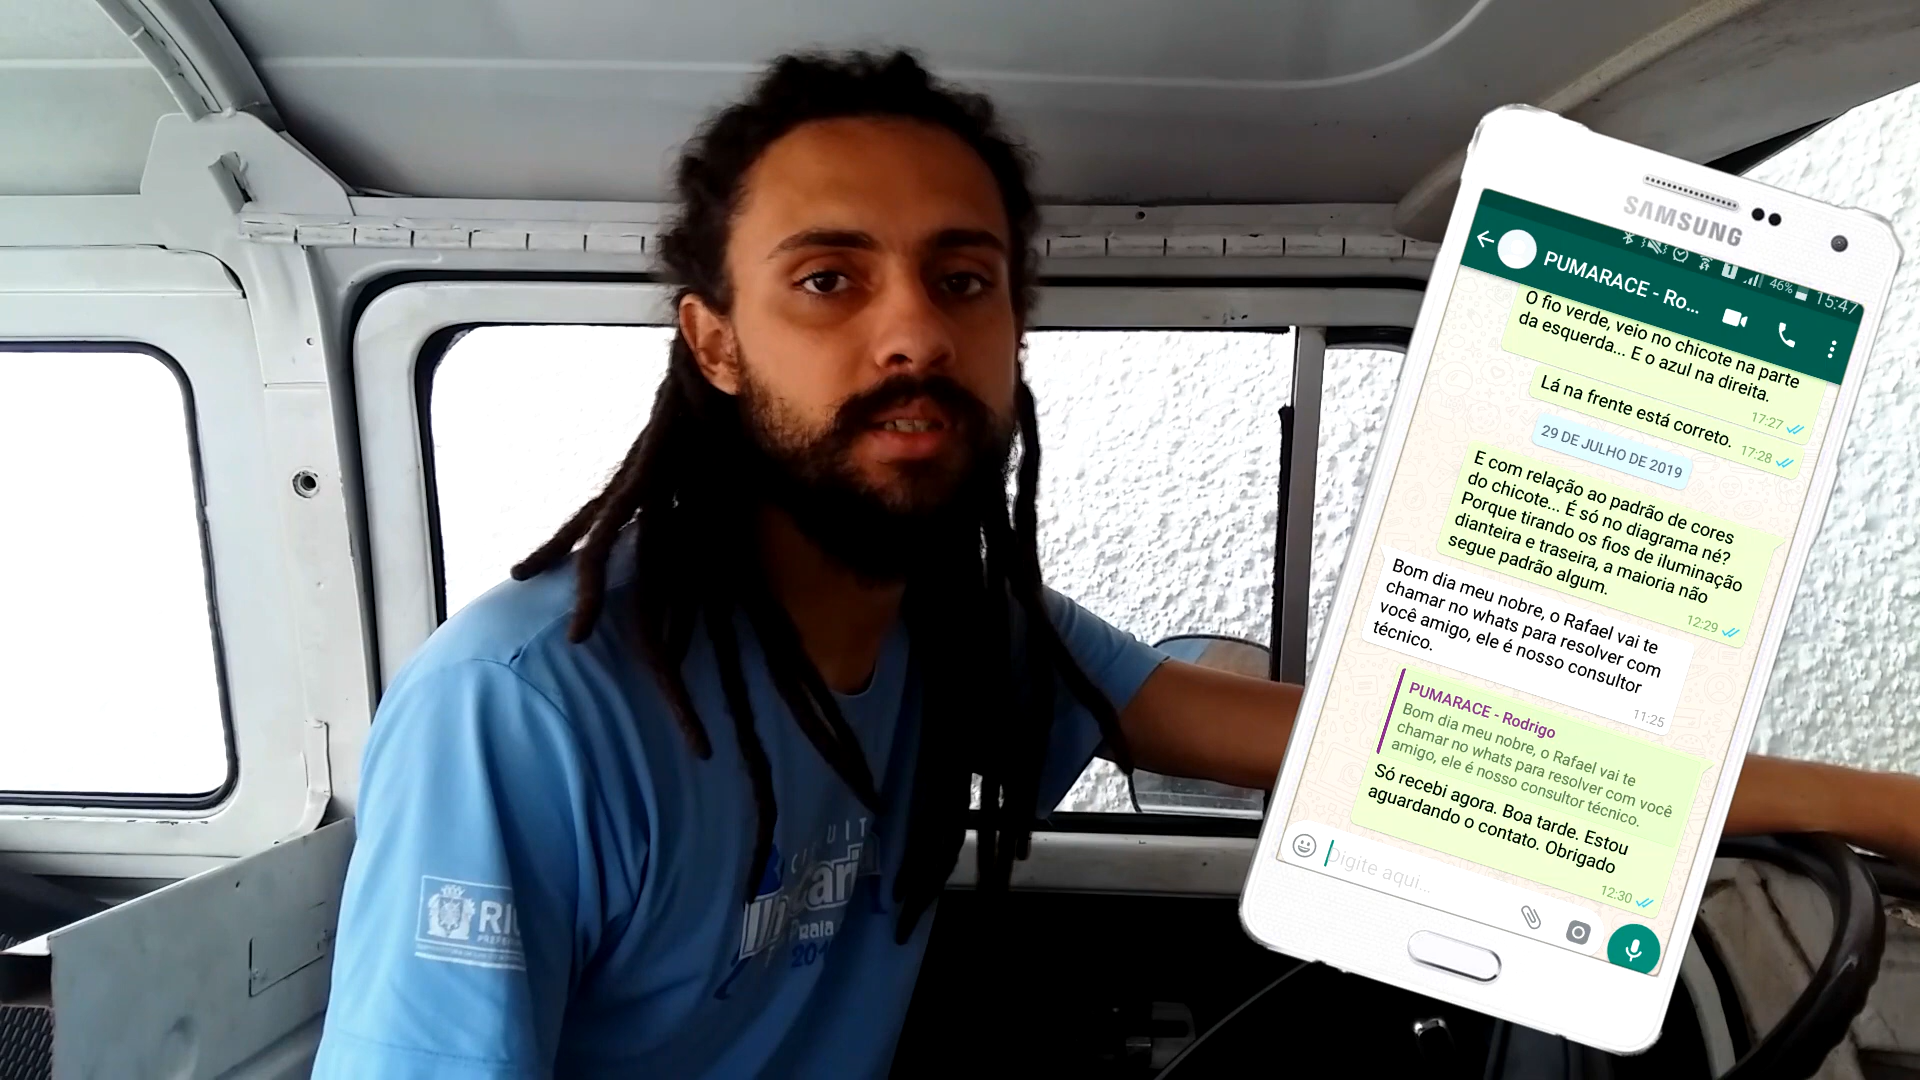 SAMSUNG
46% 15:47
PUMARACE - Ro...
O fio verde, veio no chicote na parte
da esquerda... E o azul na direita.
17:27
Lá na frente está correto.
17:28
29 DE JULHO DE 2019
E com relação ao padrão de cores
do chicote... É só no diagrama né?
Porque tirando os fios de iluminação
dianteira e traseira, a maioria não
segue padrão algum.
12:29
Bom dia meu nobre, o Rafael vai te
chamar no whats para resolver com
você amigo, ele é nosso consultor
técnico.
11:25
PUMARACE - Rodrigo
Bom dia meu nobre, o Rafael vai te
chamar no whats para resolver com você
amigo, ele é nosso consultor técnico.
Só recebi agora. Boa tarde. Estou
aguardando o contato. Obrigado
12:30
Digite aqui...